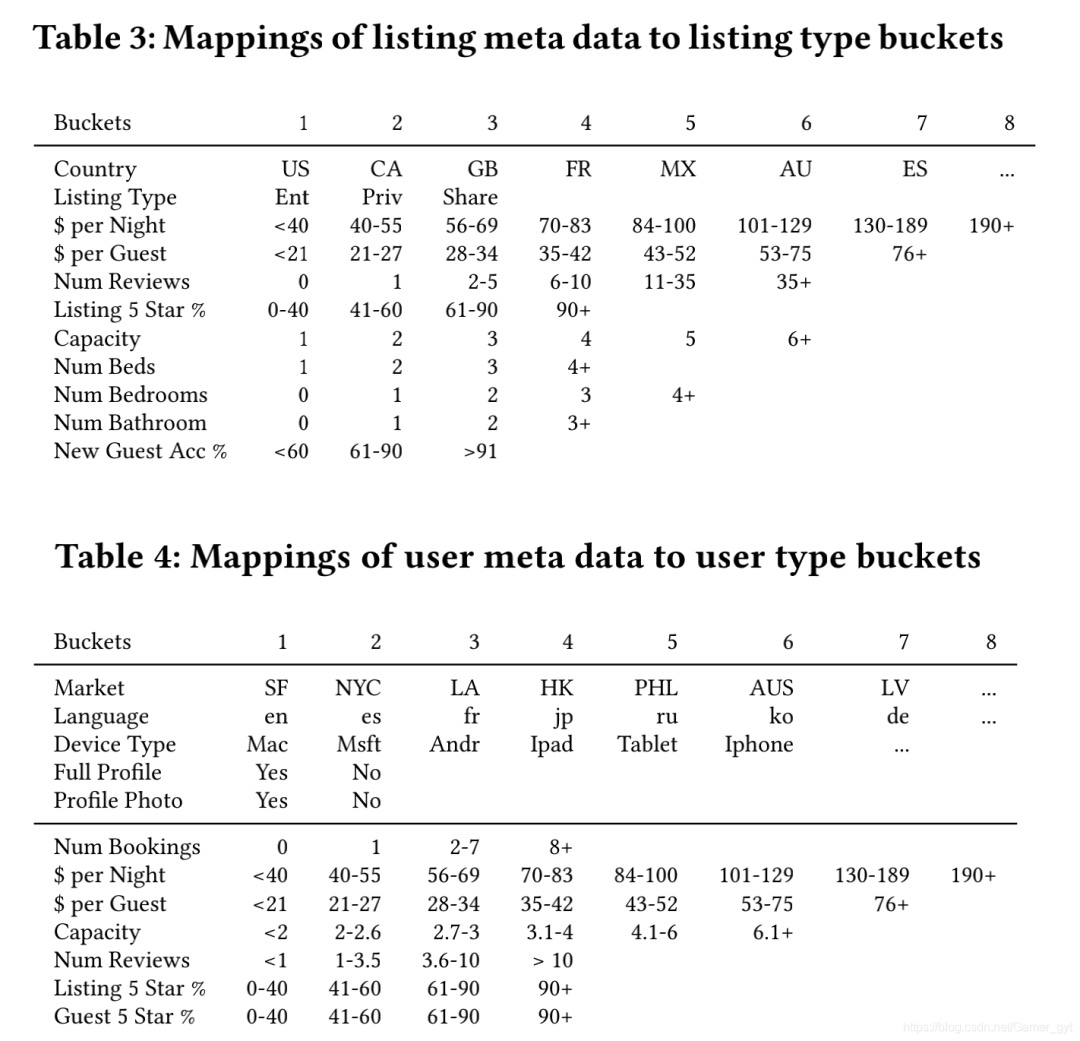 Table 3: Mappings of listing meta data to listing type buckets
Buckets 1 2 3 4 5 6 7 8
Country US CA GB FR MX AU ES ...
Listing Type Ent Priv Share
$ per Night <40 40-55 56-69 70-83 84-100 101-129 130-189 190+
$ per Guest <21 21-27 28-34 35-42 43-52 53-75 76+
Num Reviews 0 1 2-5 6-10 11-35 35+
Listing 5 Star % 0-40 41-60 61-90 90+
Capacity 1 2 3 4 5 6+
Num Beds 1 2 3 4+
Num Bedrooms 0 1 2 3 4+
Num Bathroom 0 1 2 3+
New Guest Acc % <60 61-90 >91
Table 4: Mappings of user meta data to user type buckets
Buckets 1 2 3 4 5 6 7 8
Market SF NYC LA HK PHL AUS LV ...
Language en es fr jp ru ko de ...
Device Type Mac Msft Andr Ipad Tablet Iphone ...
Full Profile Yes No
Profile Photo Yes No
Num Bookings 0 1 2-7 8+
$ per Night <40 40-55 56-69 70-83 84-100 101-129 130-189 190+
$ per Guest <21 21-27 28-34 35-42 43-52 53-75 76+
Capacity <2 2-2.6 2.7-3 3.1-4 4.1-6 6.1+
Num Reviews <1 1-3.5 3.6-10 > 10
Listing 5 Star % 0-40 41-60 61-90 90+
Guest 5 Star % 0-40 41-60 61-90 90+
https://blog.csdn.net/Gamer_gyt